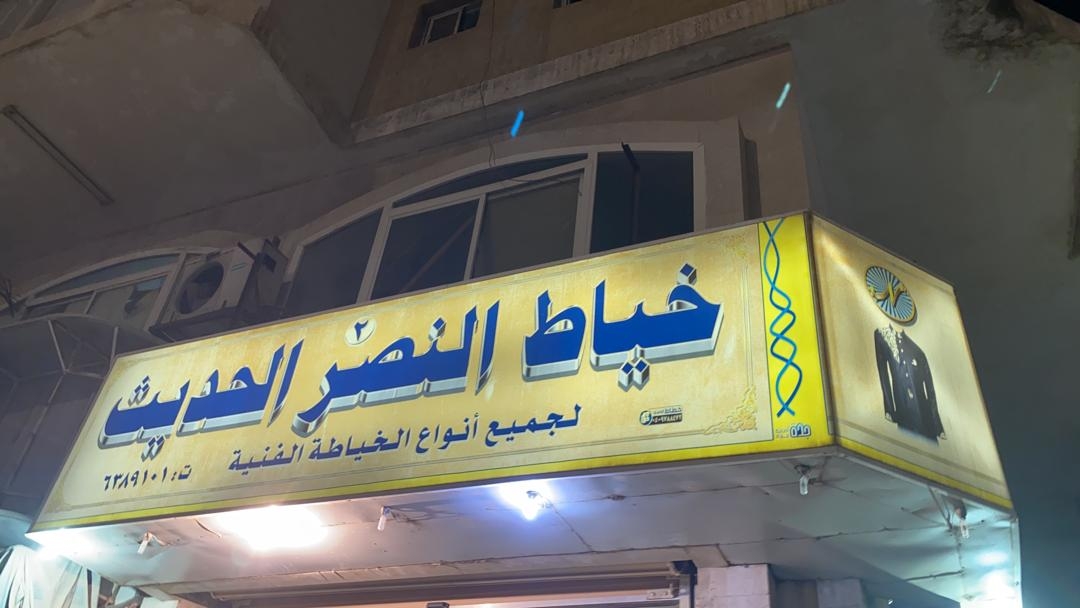 خياط النصر الحديث
٢
لجميع أنواع الخياطة الفنية
ت: ٦٣٨٩١٠١